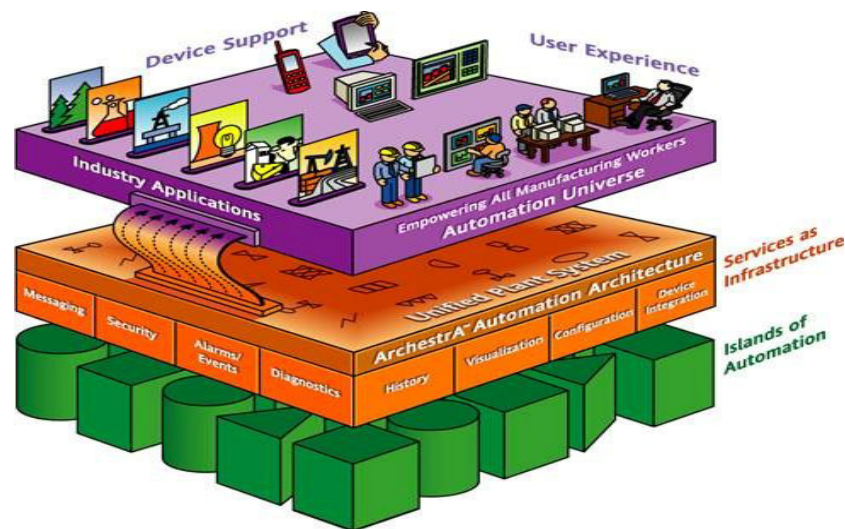 Device Support
User Experience
Industry Applications
Empowering All Manufacturing Workers
Automation Universe
Services as
Infrastructure
Unified Plant System
ArchestrA™ Automation Architecture
Messaging
Security
Alarms/
Events
Diagnostics
History
Visualization
Configuration
Device
Integration
Islands of
Automation